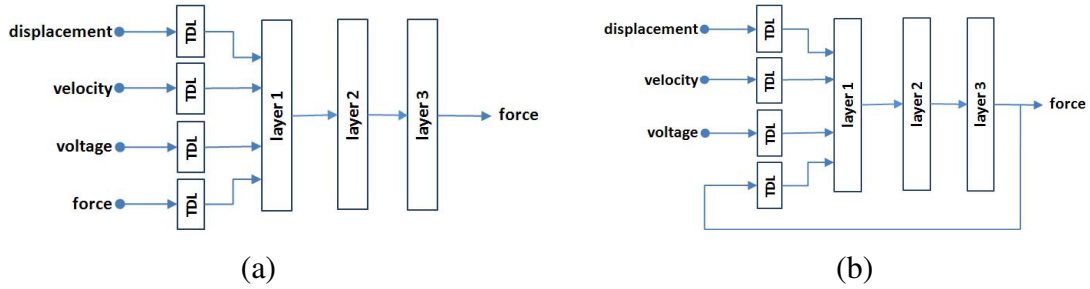 displacement
TDL
velocity
TDL
voltage
TDL
force
TDL
layer 1
layer 2
layer 3
force
(a)
displacement
TDL
velocity
TDL
voltage
TDL
TDL
layer 1
layer 2
layer 3
force
(b)